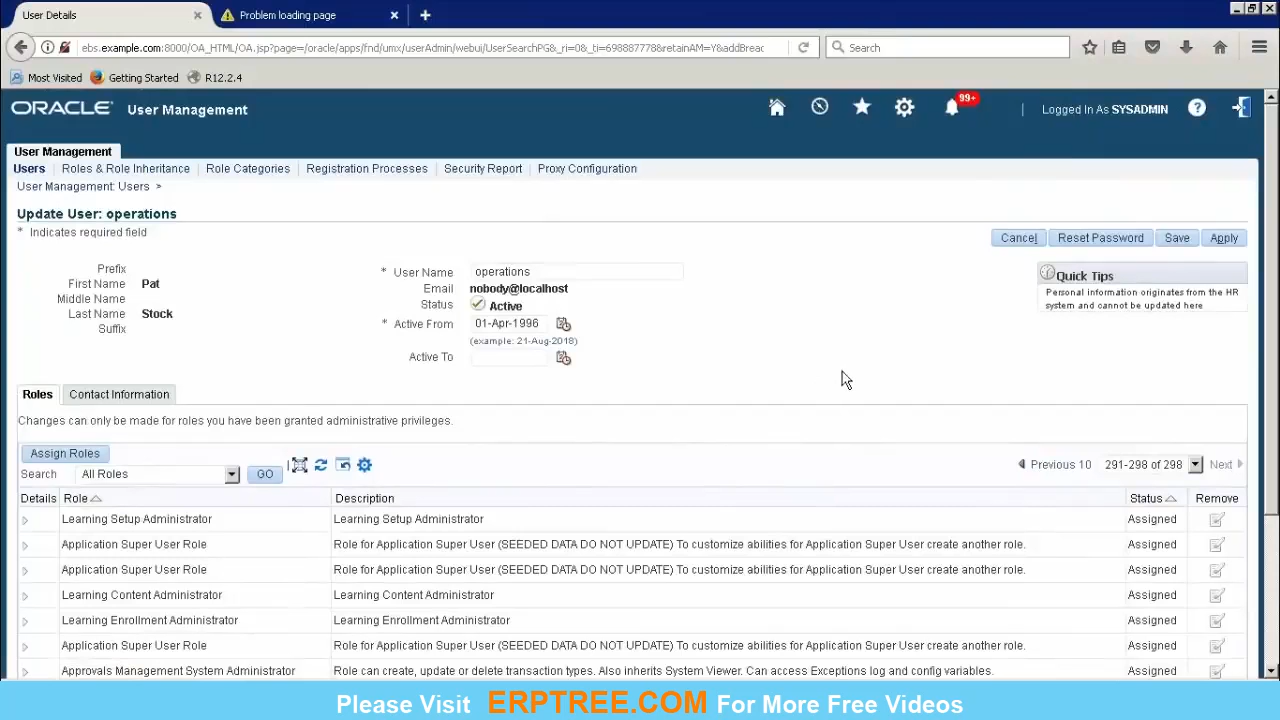 User Details
Problem loading page
ebs.example.com:8000/OA_HTML/OA.jsp?page=/oracle/apps/fnd/umx/userAdmin/webui/UserSearchPG&_ri=0&_ti=698887778&retainAM=Y&addBreac
Search
Most Visited Getting Started R12.2.4
ORACLE® User Management 99+ Logged In As SYSADMIN ?
User Management
Users Roles & Role Inheritance Role Categories Registration Processes Security Report Proxy Configuration
User Management: Users >
Update User: operations
* Indicates required field
Cancel Reset Password Save Apply
Prefix
First Name Pat
Middle Name
Last Name Stock
Suffix
* User Name operations
Email nobody@localhost
Status Active
* Active From 01-Apr-1996
(example: 21-Aug-2018)
Active To
Quick Tips
Personal information originates from the HR
system and cannot be updated here
Roles Contact Information
Changes can only be made for roles you have been granted administrative privileges.
Assign Roles
Search All Roles GO
Previous 10 291-298 of 298 Next
Details Role Description Status Remove
Learning Setup Administrator Learning Setup Administrator Assigned
Application Super User Role Role for Application Super User (SEEDED DATA DO NOT UPDATE) To customize abilities for Application Super User create another role. Assigned
Application Super User Role Role for Application Super User (SEEDED DATA DO NOT UPDATE) To customize abilities for Application Super User create another role. Assigned
Learning Content Administrator Learning Content Administrator Assigned
Learning Enrollment Administrator Learning Enrollment Administrator Assigned
Application Super User Role Role for Application Super User (SEEDED DATA DO NOT UPDATE) To customize abilities for Application Super User create another role. Assigned
Approvals Management System Administrator Role can create, update or delete transaction types. Also inherits System Viewer. Can access Exceptions log and config variables. Assigned
Please Visit ERPTREE.COM For More Free Videos